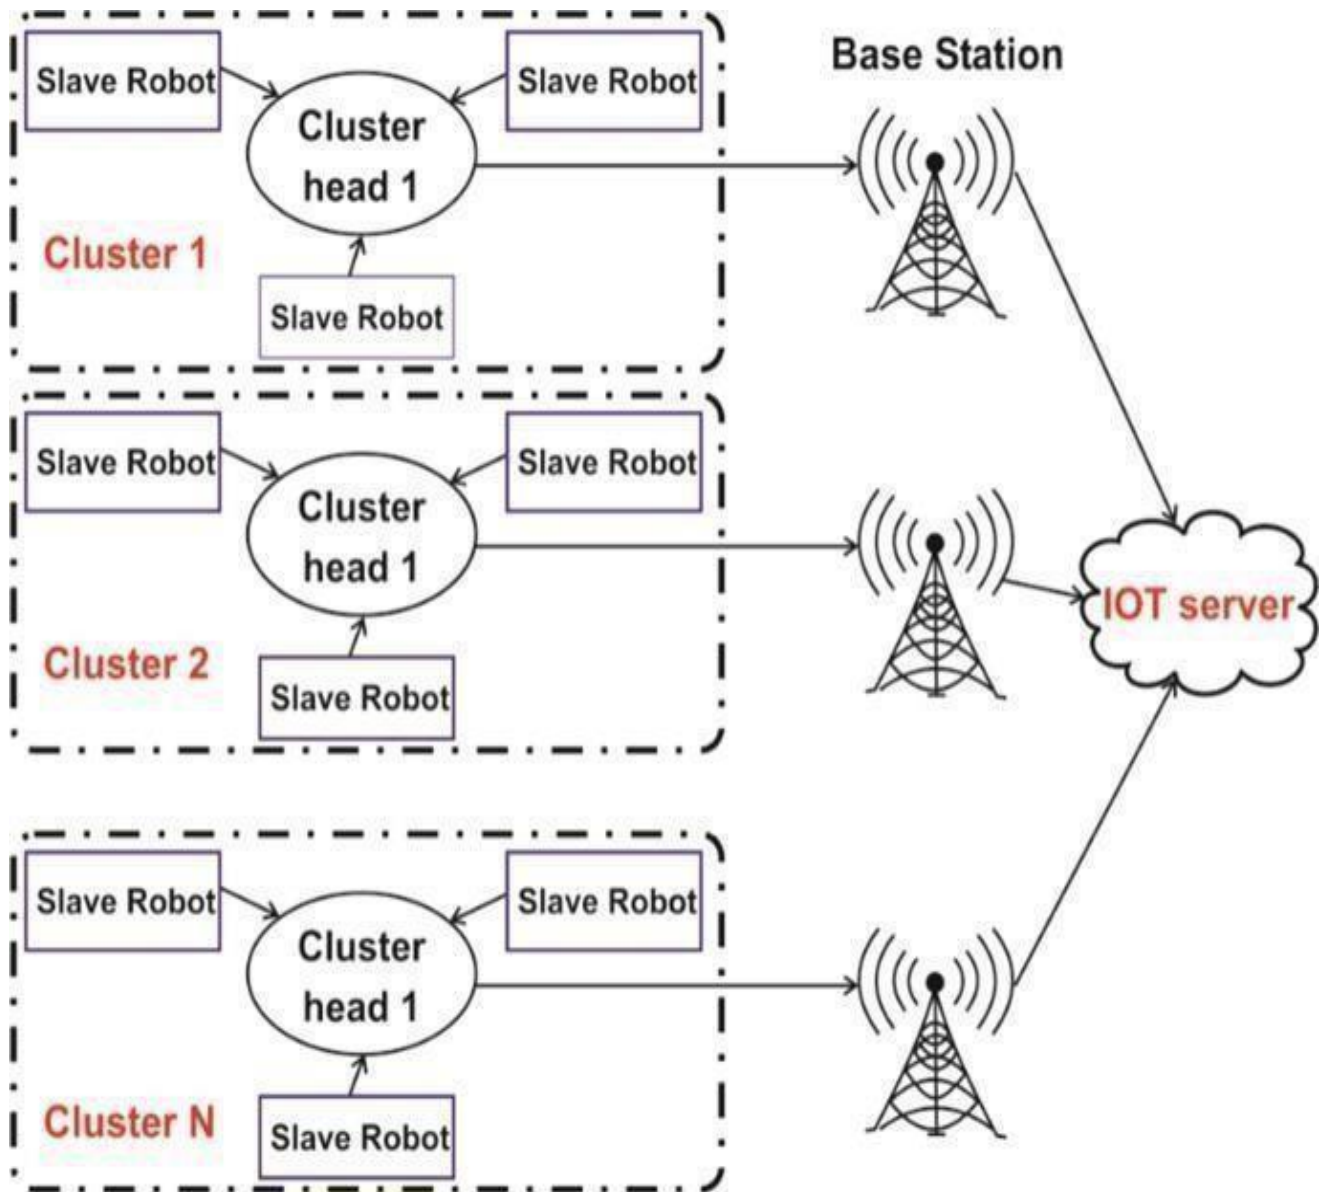 Base Station
Slave Robot
Slave Robot
Cluster
head 1
Cluster 1
Slave Robot
Slave Robot
Slave Robot
Cluster
head 1
IOT server
Cluster 2
Slave Robot
Slave Robot
Slave Robot
Cluster
head 1
Cluster N
Slave Robot